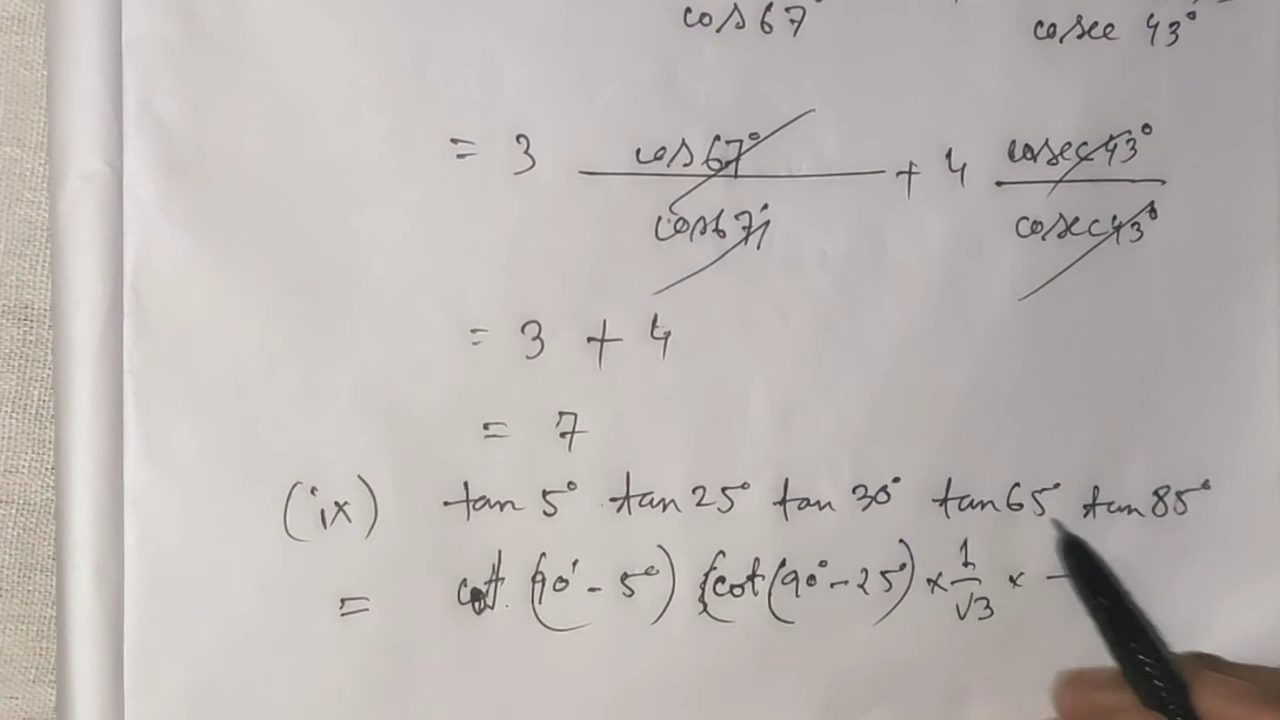 cos 67° cosec 43°
= 3 cos 67° + 4 cosec 43°
cos 67° cosec 43°
= 3 + 4
= 7
(ix) tan 5° tan 25° tan 30° tan 65° tan 85°
= cot (90° - 5°) {cot (90° - 25°) × 1/√3 ×